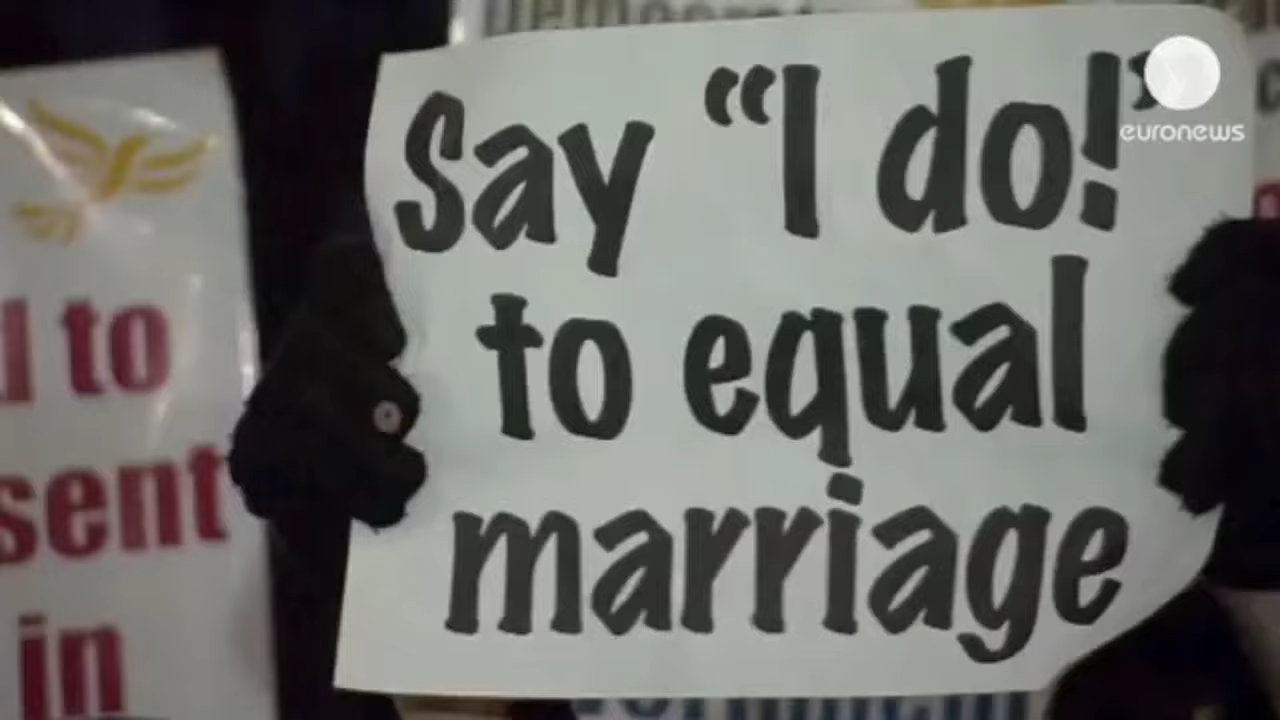 Say “I do!”
to equal
marriage
euronews
to
sent
in